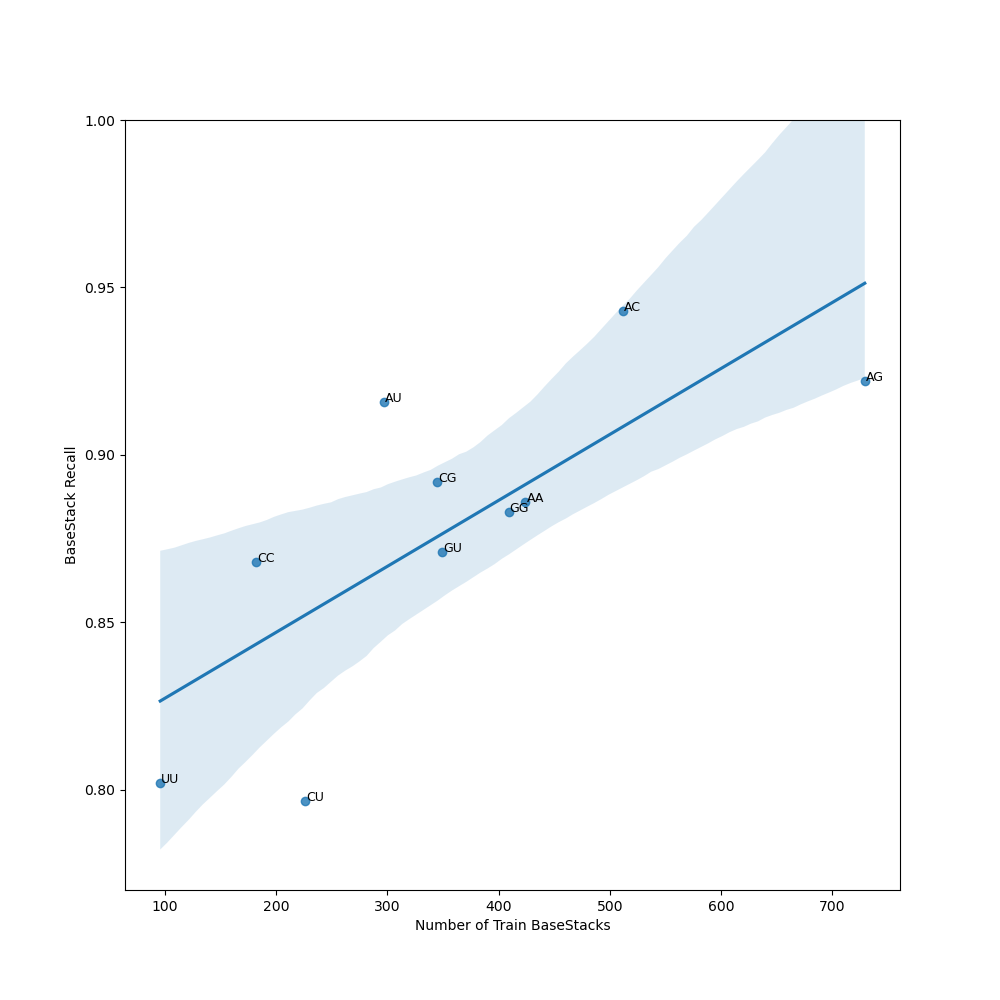 1.00
0.95
0.90
0.85
0.80
BaseStack Recall
AC
AG
AU
CG
AA
GG
GU
CC
UU
CU
100 200 300 400 500 600 700
Number of Train BaseStacks